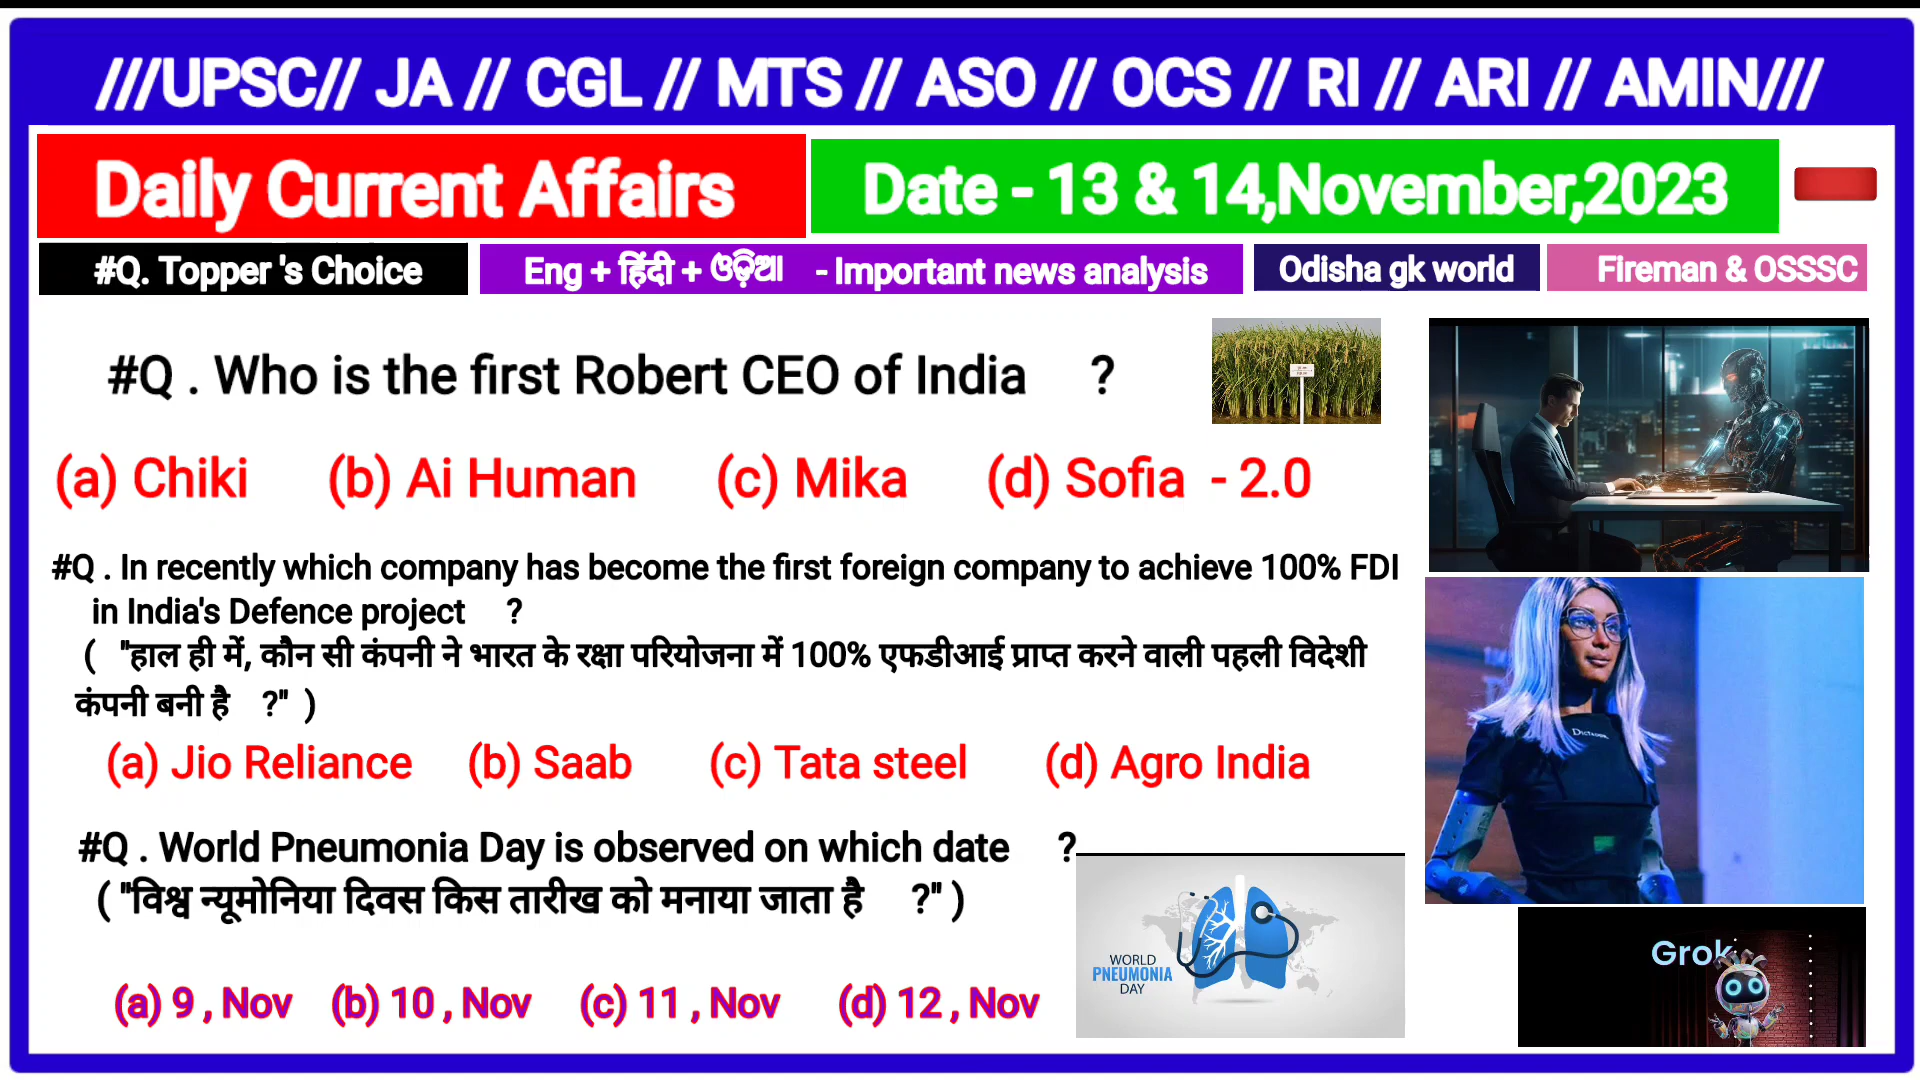 ///UPSC// JA // CGL // MTS // ASO // OCS // RI // ARI // AMIN///
Daily Current Affairs
Date - 13 & 14,November,2023
#Q. Topper 's Choice
Eng + हिंदी + ଓଡ଼ିଆ - Important news analysis
Odisha gk world
Fireman & OSSSC
#Q . Who is the first Robert CEO of India ?
(a) Chiki (b) Ai Human (c) Mika (d) Sofia - 2.0
#Q . In recently which company has become the first foreign company to achieve 100% FDI
in India's Defence project ?
( "हाल ही में, कौन सी कंपनी ने भारत के रक्षा परियोजना में 100% एफडीआई प्राप्त करने वाली पहली विदेशी
कंपनी बनी है ?" )
(a) Jio Reliance (b) Saab (c) Tata steel (d) Agro India
#Q . World Pneumonia Day is observed on which date ?
( "विश्व न्यूमोनिया दिवस किस तारीख को मनाया जाता है ?" )
(a) 9 , Nov (b) 10 , Nov (c) 11 , Nov (d) 12 , Nov
WORLD
PNEUMONIA
DAY
DICTADOR
Grok